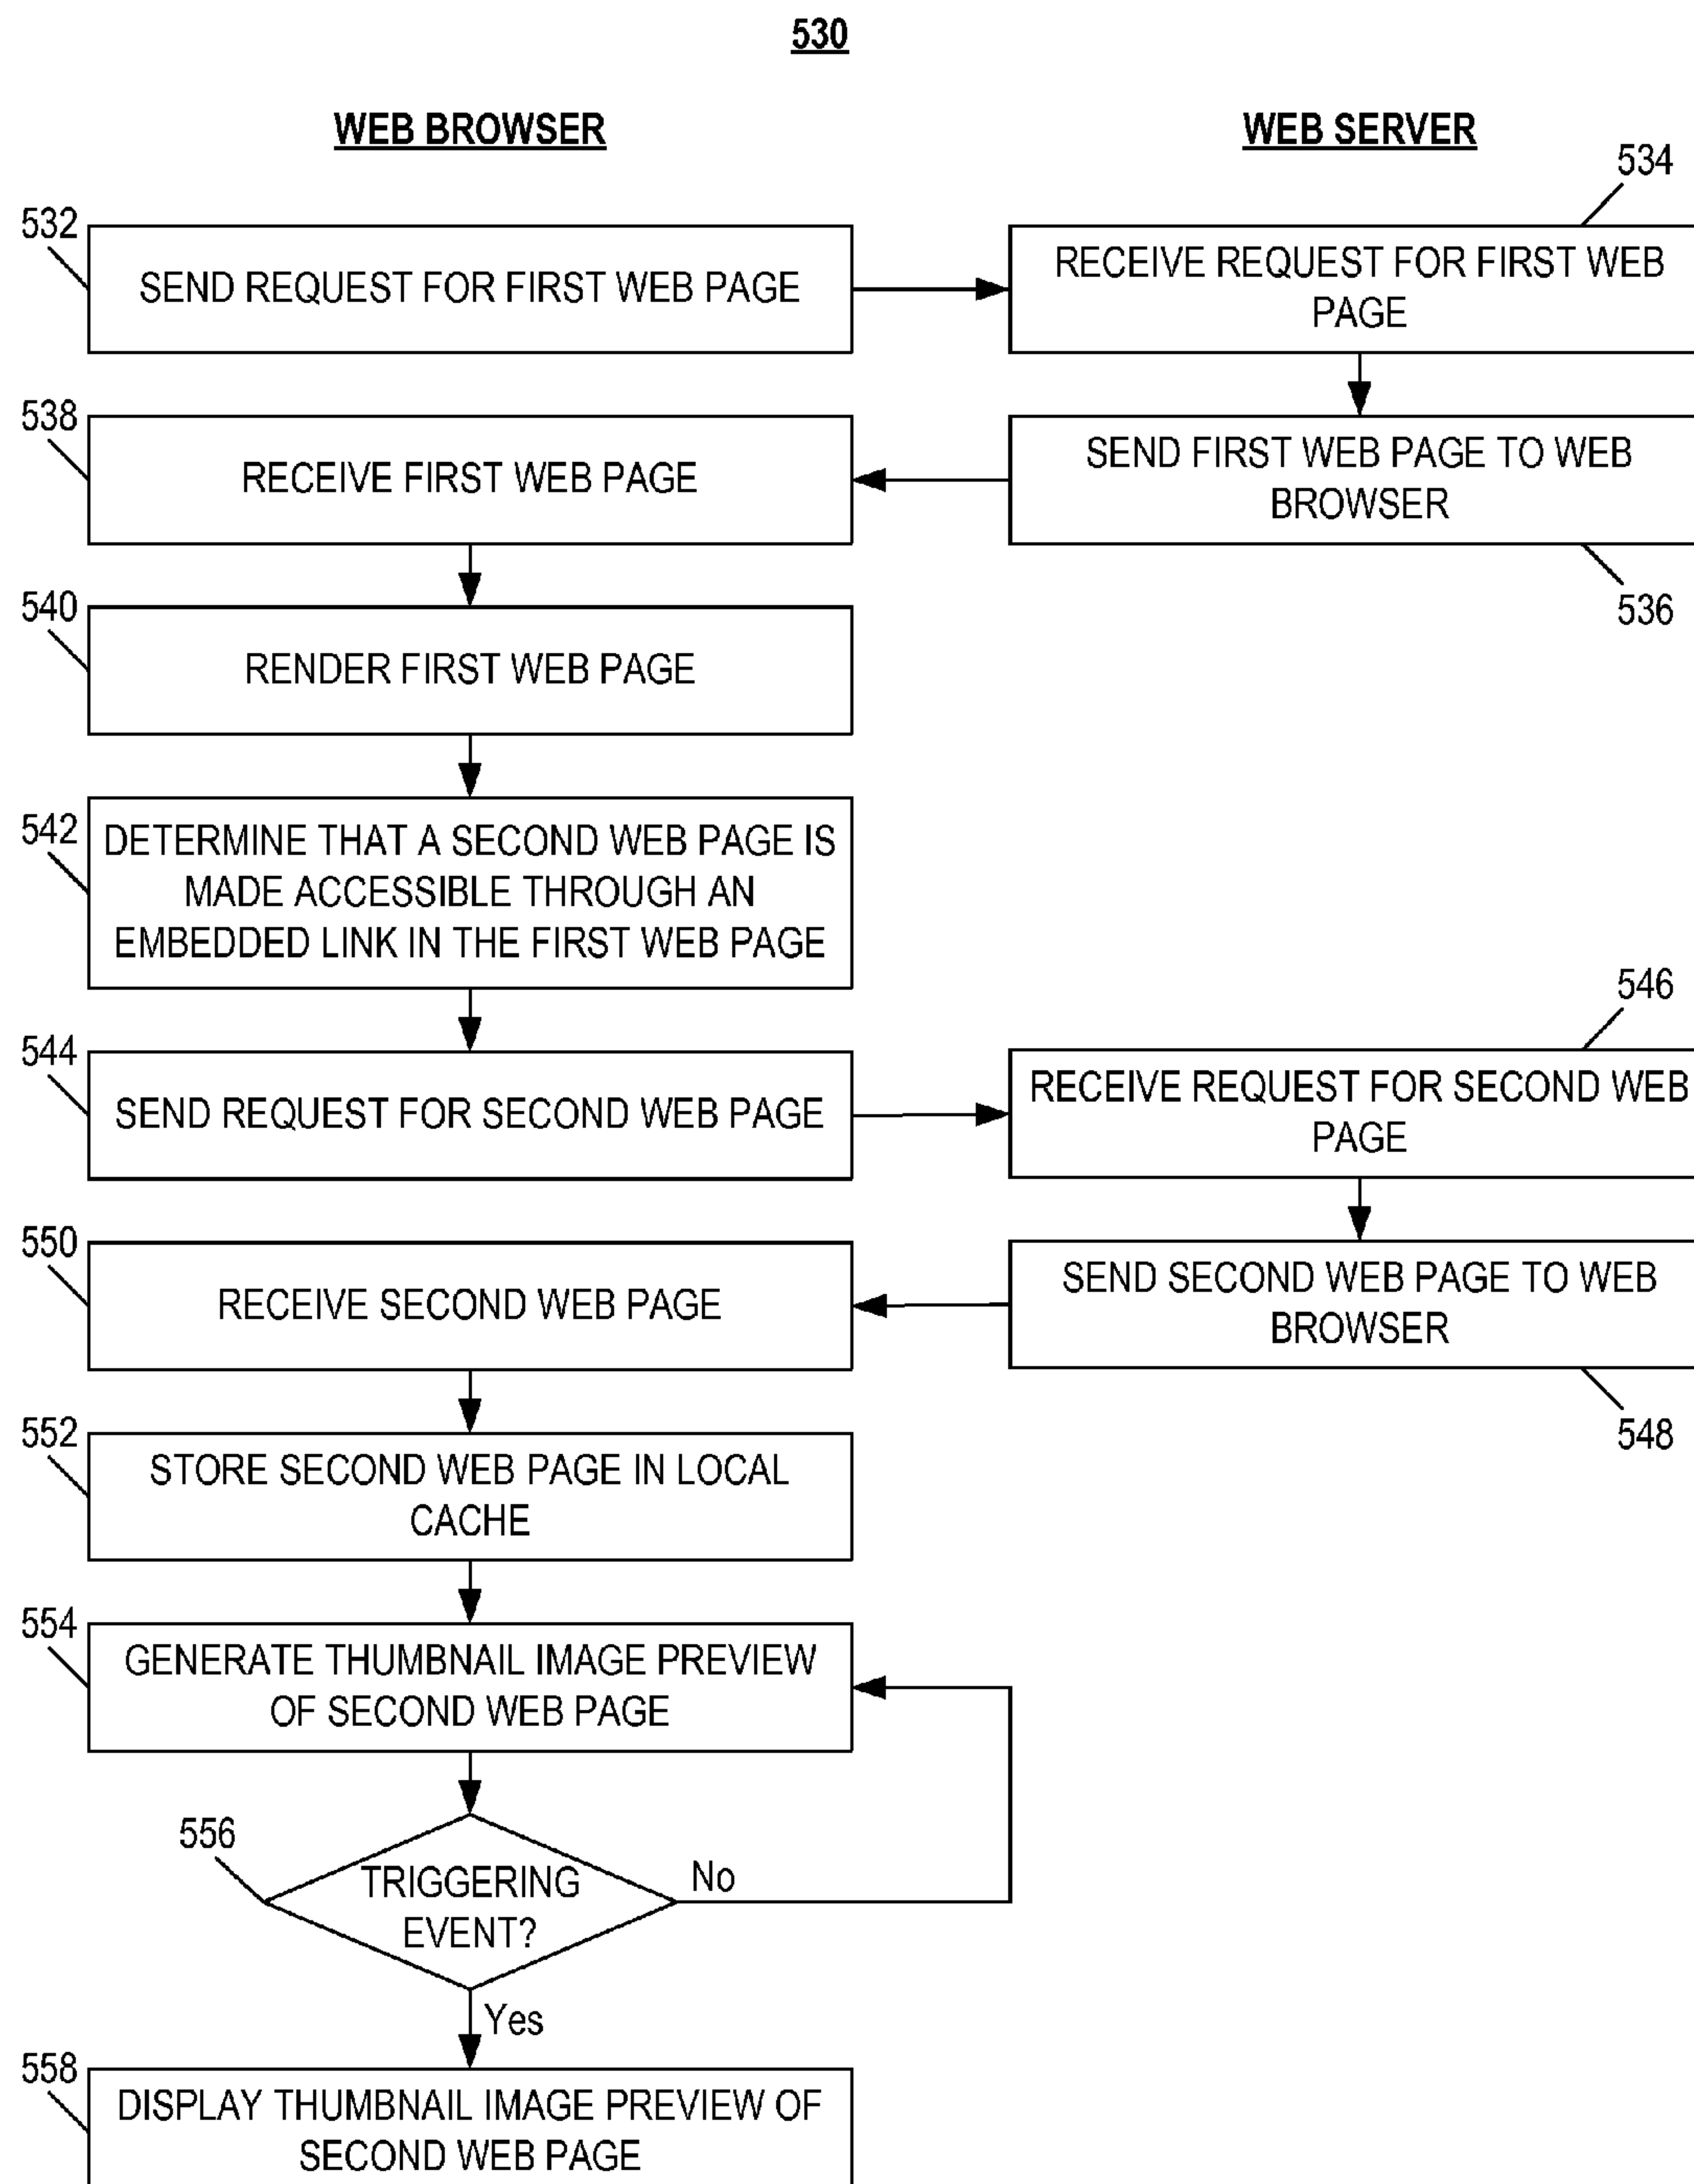 530
WEB BROWSER
WEB SERVER
534
532
SEND REQUEST FOR FIRST WEB PAGE
RECEIVE REQUEST FOR FIRST WEB
PAGE
538
RECEIVE FIRST WEB PAGE
SEND FIRST WEB PAGE TO WEB
BROWSER
536
540
RENDER FIRST WEB PAGE
542
DETERMINE THAT A SECOND WEB PAGE IS
MADE ACCESSIBLE THROUGH AN
EMBEDDED LINK IN THE FIRST WEB PAGE
546
544
SEND REQUEST FOR SECOND WEB PAGE
RECEIVE REQUEST FOR SECOND WEB
PAGE
550
RECEIVE SECOND WEB PAGE
SEND SECOND WEB PAGE TO WEB
BROWSER
548
552
STORE SECOND WEB PAGE IN LOCAL
CACHE
554
GENERATE THUMBNAIL IMAGE PREVIEW
OF SECOND WEB PAGE
556
TRIGGERING
EVENT?
No
Yes
558
DISPLAY THUMBNAIL IMAGE PREVIEW OF
SECOND WEB PAGE